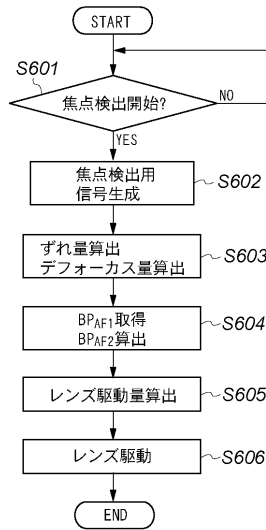 START
S601
焦点検出開始?
NO
YES
焦点検出用
信号生成
S602
ずれ量算出
デフォーカス量算出
S603
BPAF1取得
BPAF2算出
S604
レンズ駆動量算出
S605
レンズ駆動
S606
END